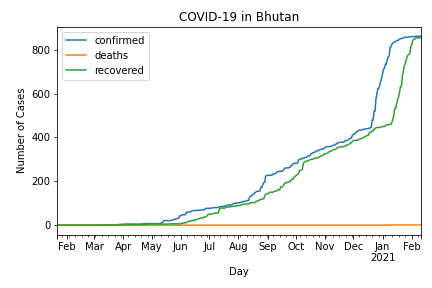 COVID-19 in Bhutan
confirmed
deaths
recovered
Number of Cases
800
600
400
200
0
Feb Mar Apr May Jun Jul Aug Sep Oct Nov Dec Jan Feb
2021
Day